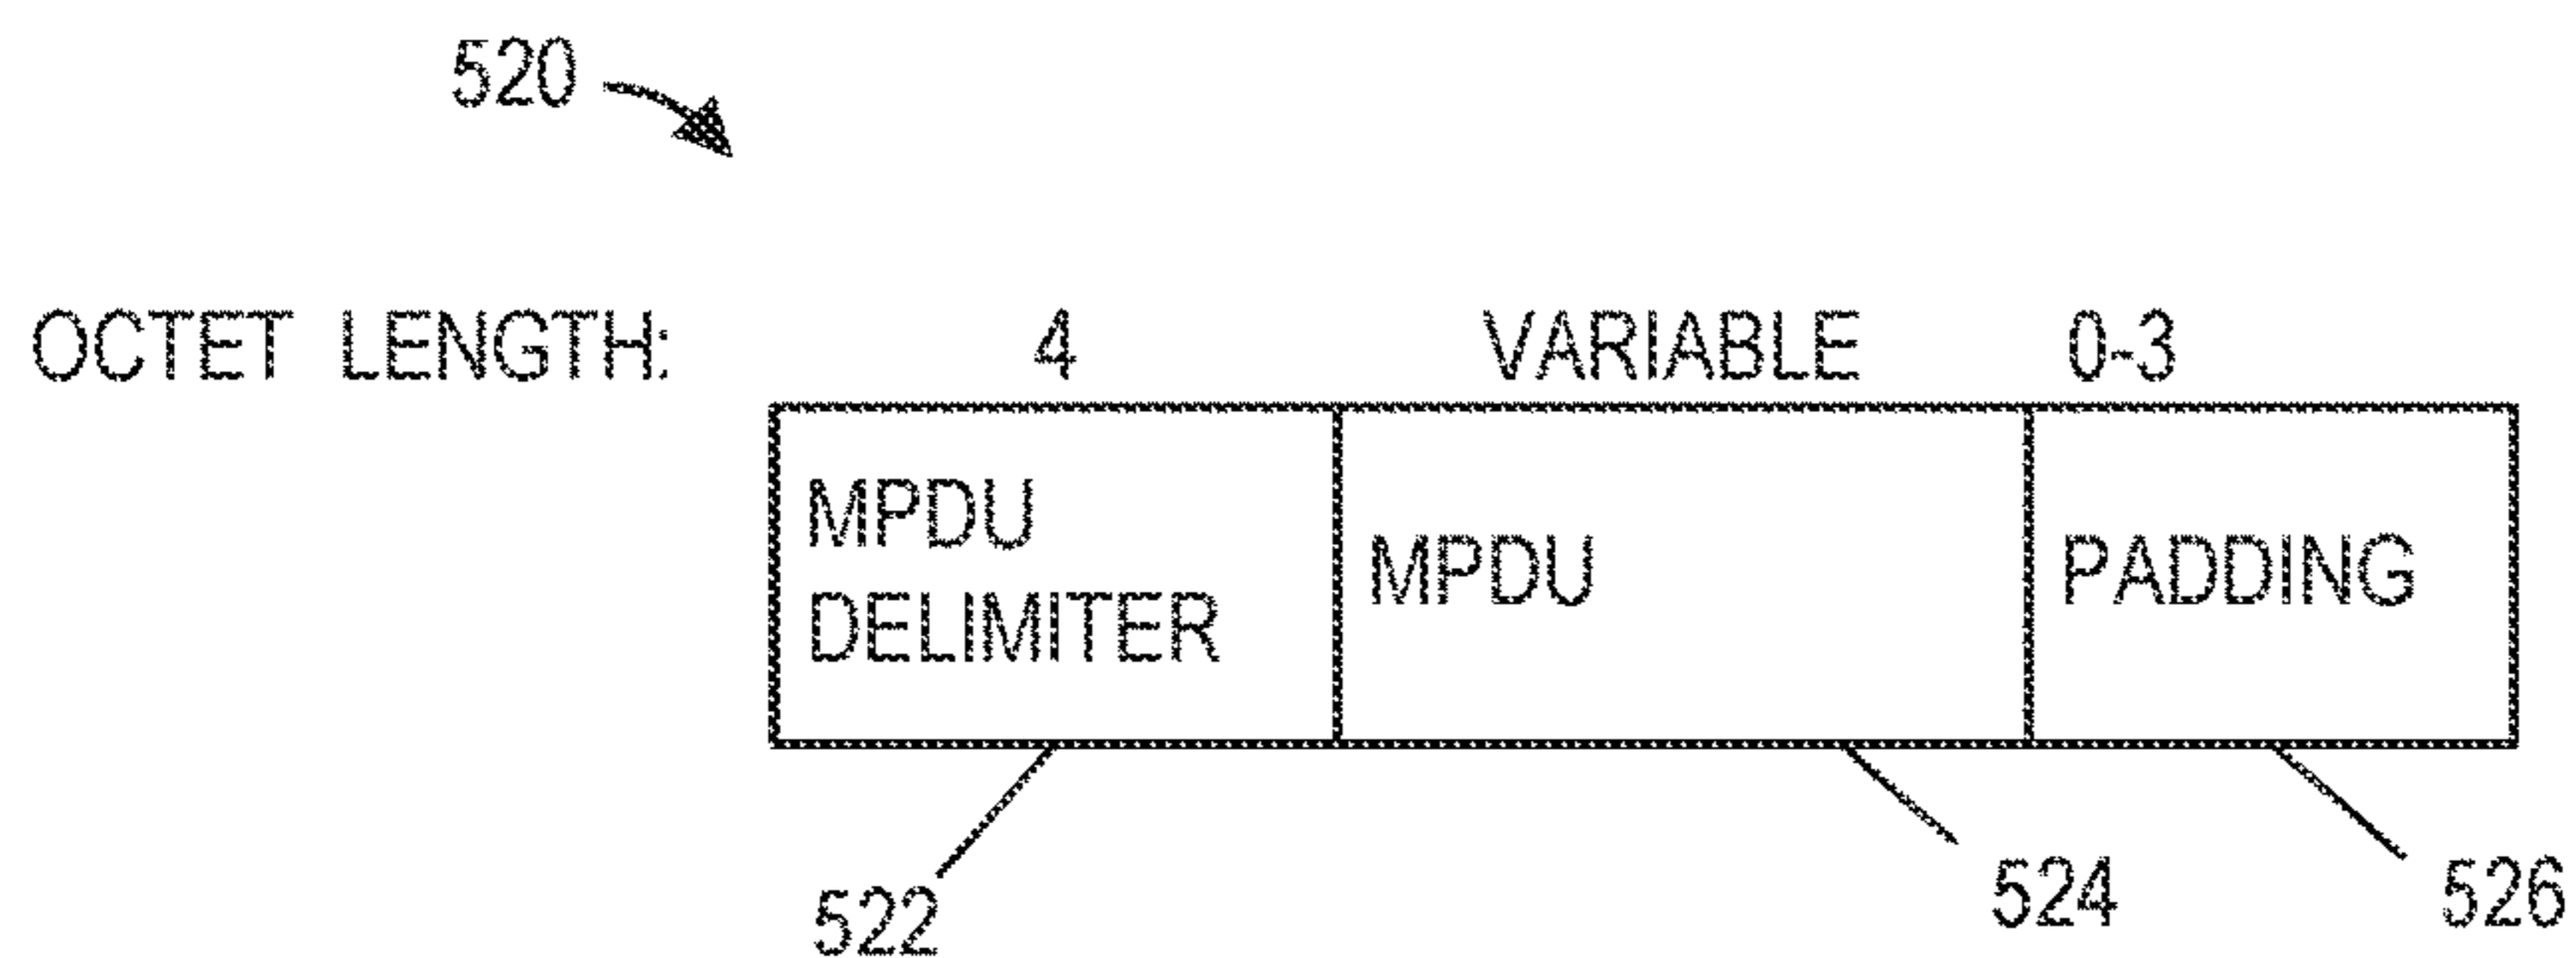 520
OCTET LENGTH: 4 VARIABLE 0-3
MPDU
DELIMITER
MPDU
PADDING
522
524
526